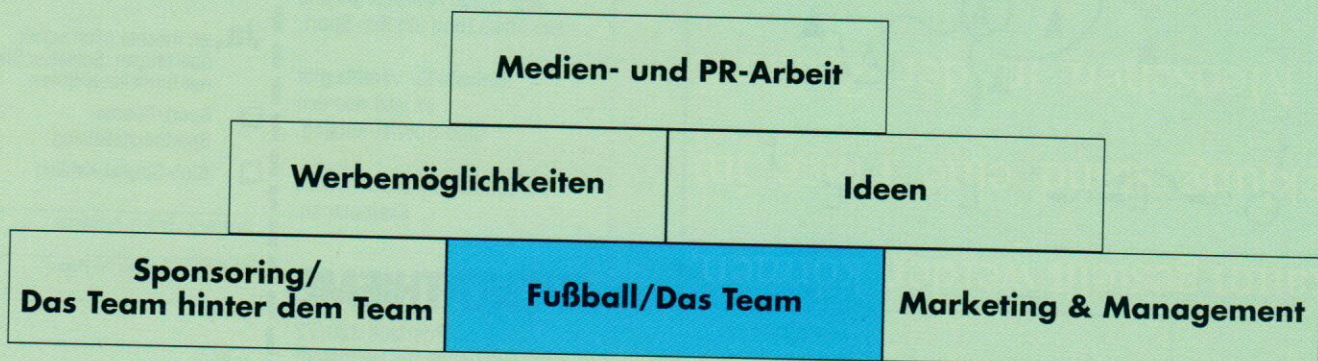 Medien- und PR-Arbeit
Werbemöglichkeiten
Ideen
Sponsoring/
Das Team hinter dem Team
Fußball/Das Team
Marketing & Management